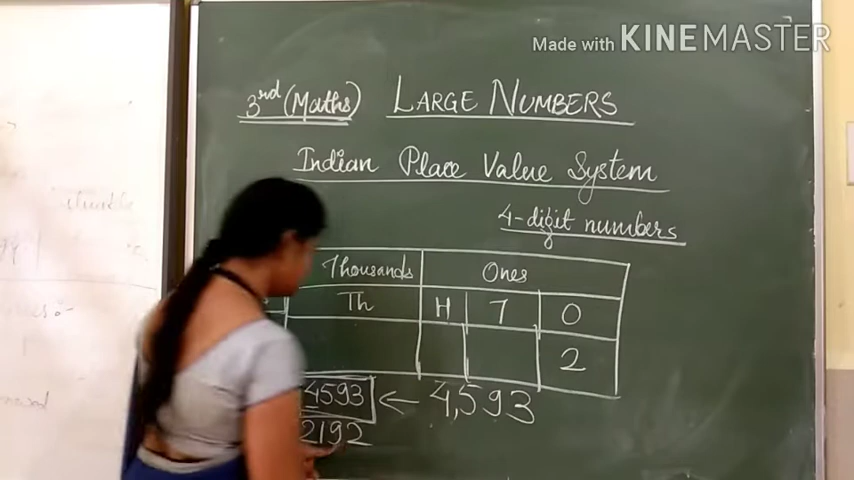 Made with KINEMASTER
3rd (Maths) LARGE NUMBERS
Indian Place Value System
4-digit numbers
Thousands Ones
Th H T O
2
4593 ← 4,593
2192